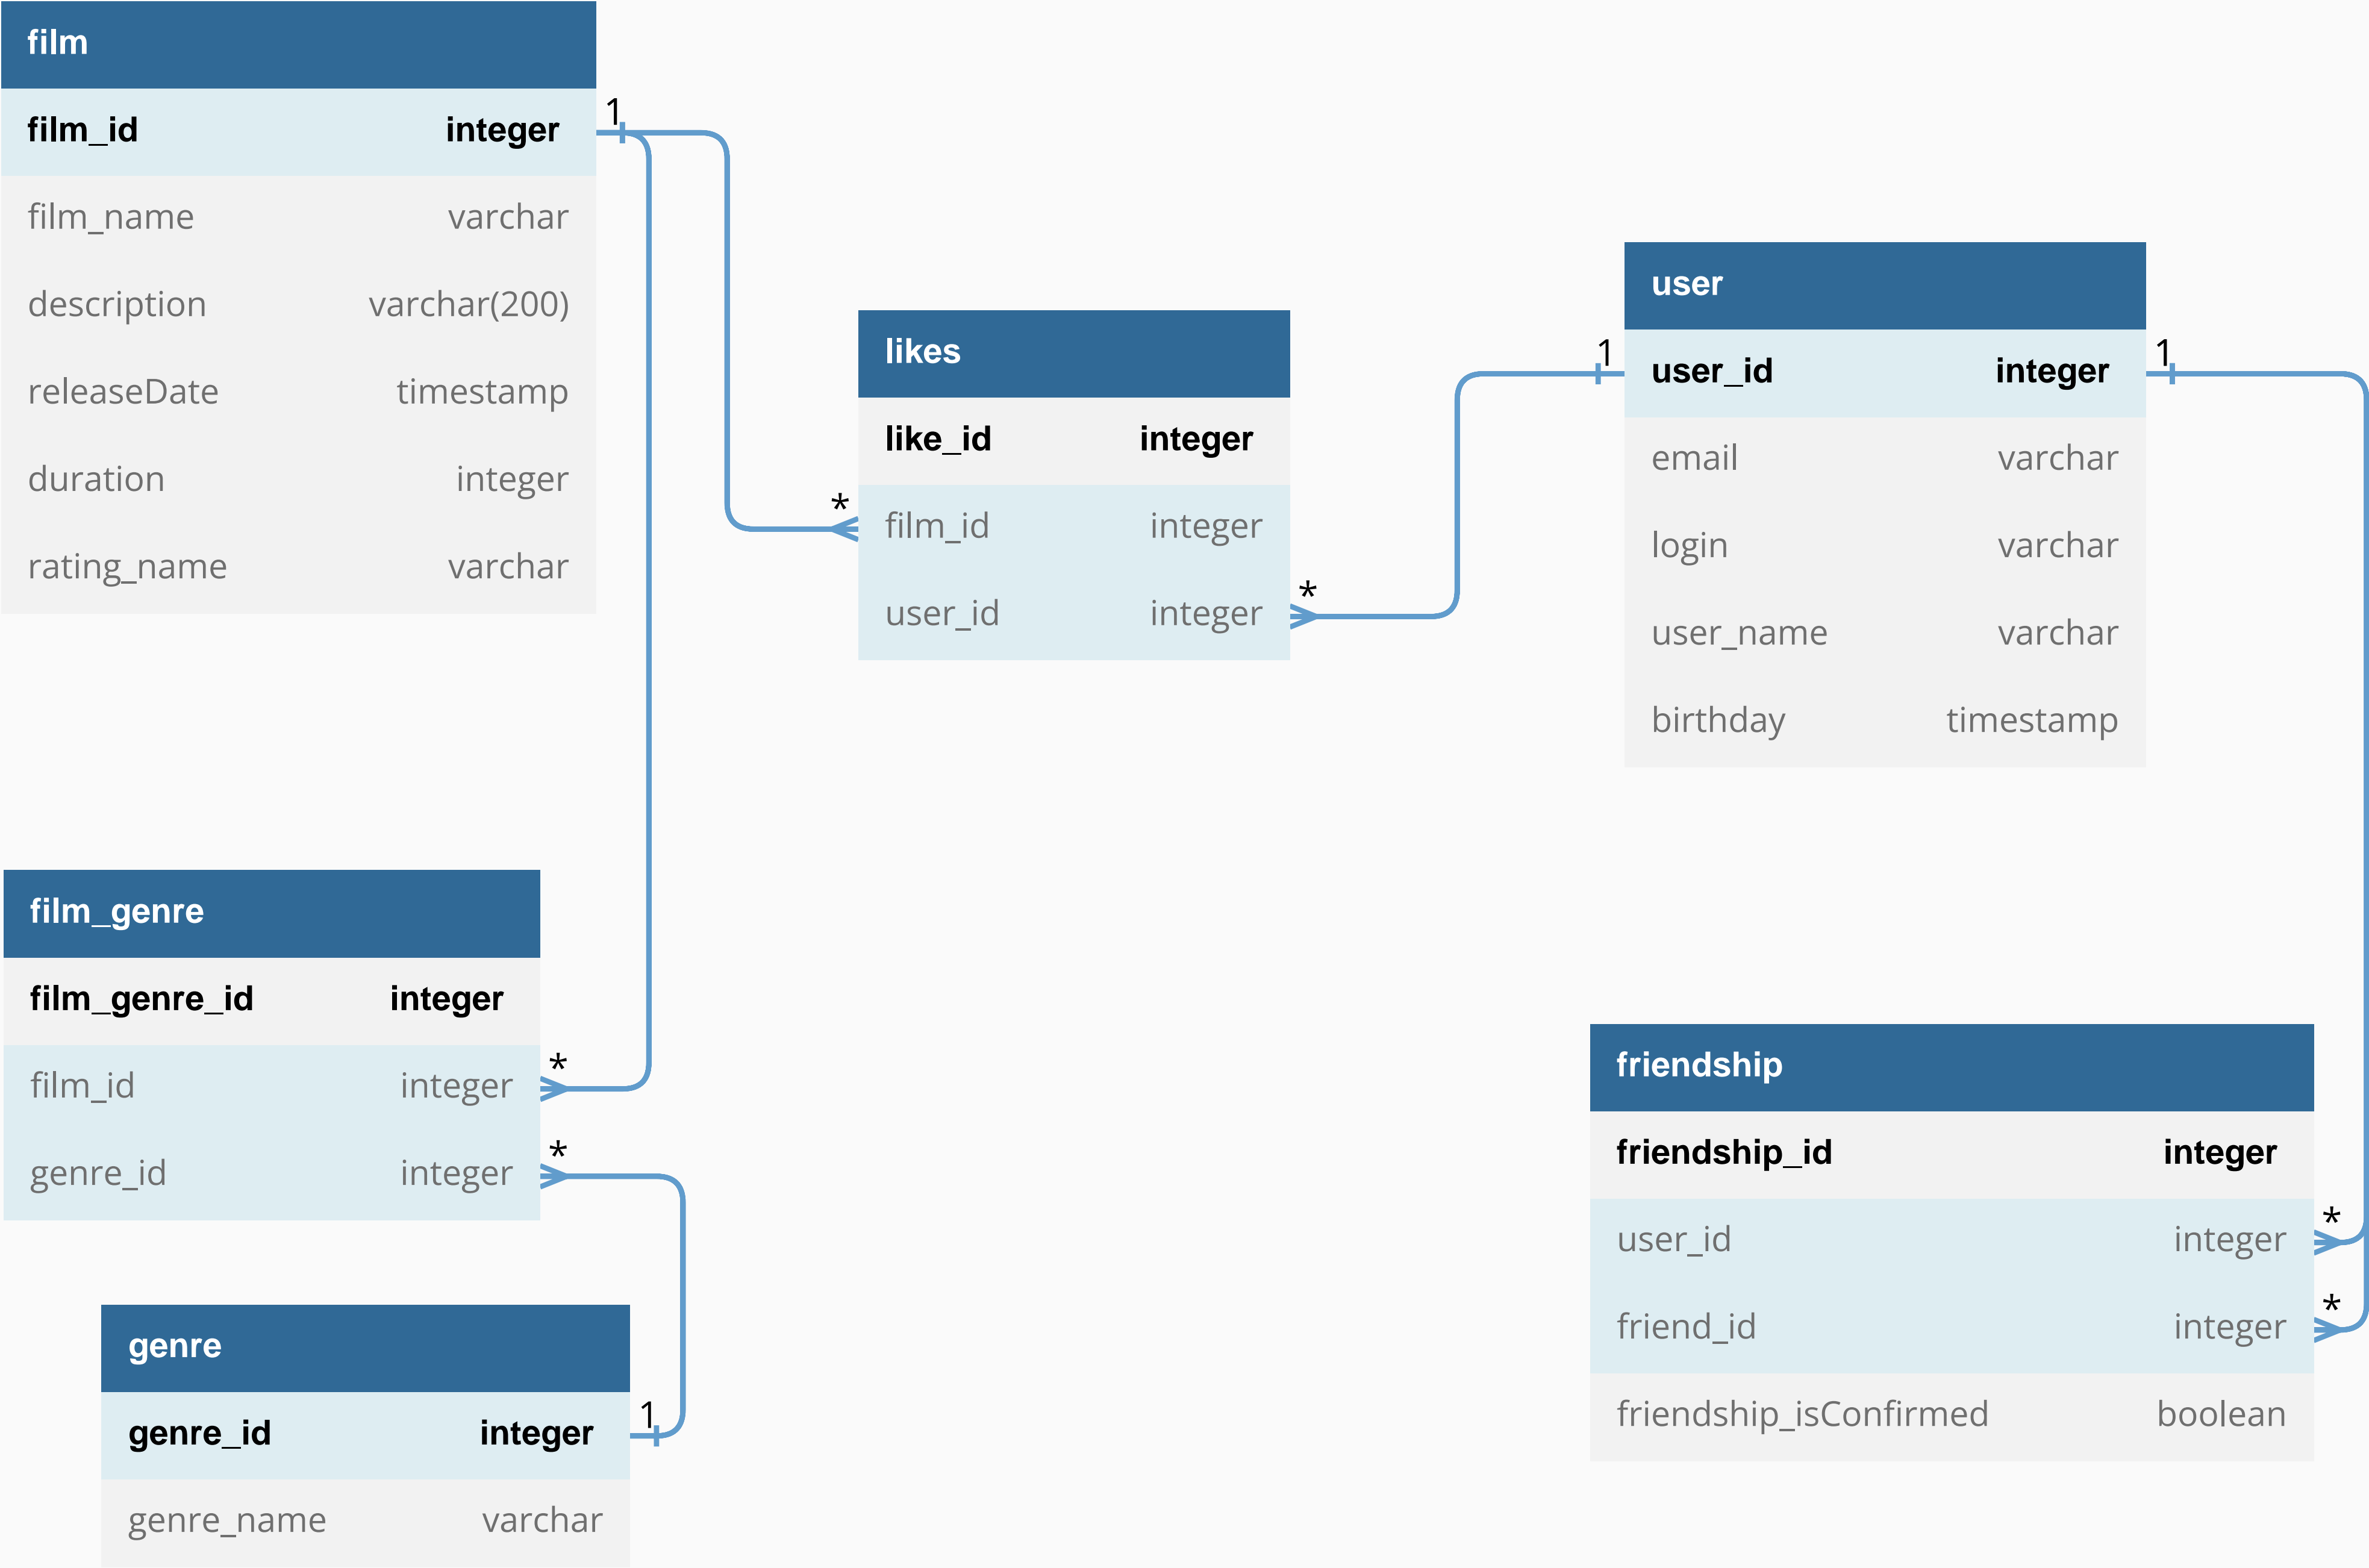 film
film_id integer
film_name varchar
description varchar(200)
releaseDate timestamp
duration integer
rating_name varchar
1
*
likes
like_id integer
film_id integer
user_id integer
*
1
user
user_id integer
email varchar
login varchar
user_name varchar
birthday timestamp
1
film_genre
film_genre_id integer
film_id integer
genre_id integer
*
*
genre
genre_id integer
genre_name varchar
1
friendship
friendship_id integer
user_id integer
friend_id integer
friendship_isConfirmed boolean
*
*